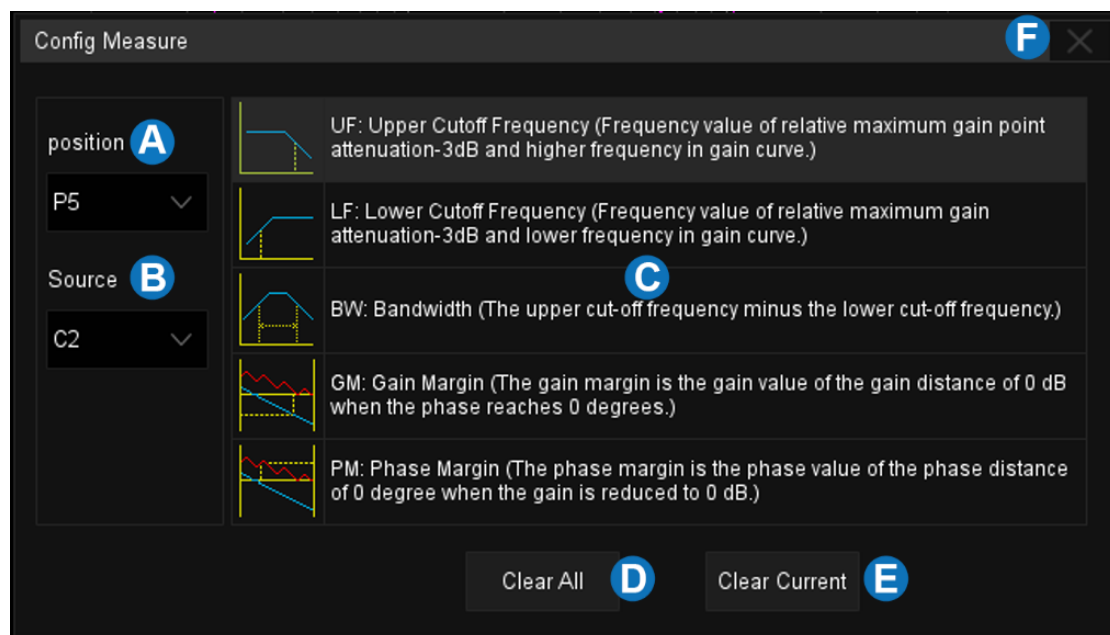 Config Measure
F
position A
P5
Source B
C2
UF: Upper Cutoff Frequency (Frequency value of relative maximum gain point
attenuation-3dB and higher frequency in gain curve.)
LF: Lower Cutoff Frequency (Frequency value of relative maximum gain
attenuation-3dB and lower frequency in gain curve.)
C
BW: Bandwidth (The upper cut-off frequency minus the lower cut-off frequency.)
GM: Gain Margin (The gain margin is the gain value of the gain distance of 0 dB
when the phase reaches 0 degrees.)
PM: Phase Margin (The phase margin is the phase value of the phase distance
of 0 degree when the gain is reduced to 0 dB.)
Clear All D
Clear Current E